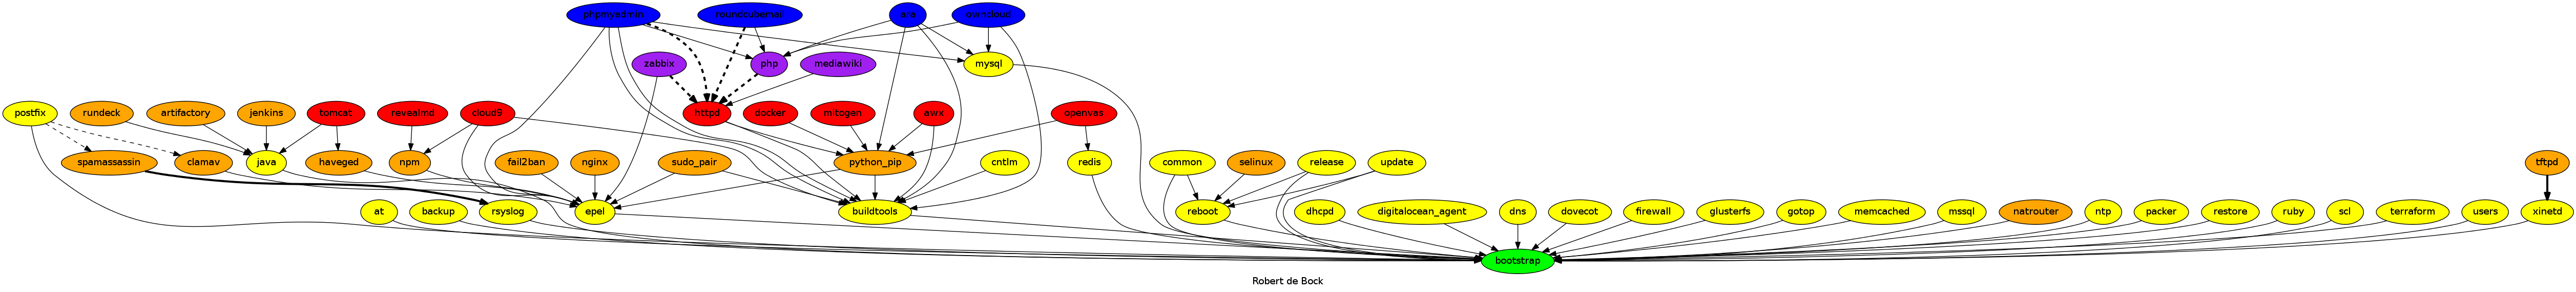 phpmyadmin roundcubemail ara owncloud
zabbix php mediawiki mysql
postfix rundeck artifactory jenkins tomcat revealmd cloud9 httpd docker mitogen awx openvas
spamassassin clamav java haveged npm fail2ban nginx sudo_pair python_pip cntlm redis common selinux release update tftpd
at backup rsyslog epel buildtools reboot dhcpd digitalocean_agent dns dovecot firewall glusterfs gotop memcached mssql natrouter ntp packer restore ruby scl terraform users xinetd
bootstrap
Robert de Bock